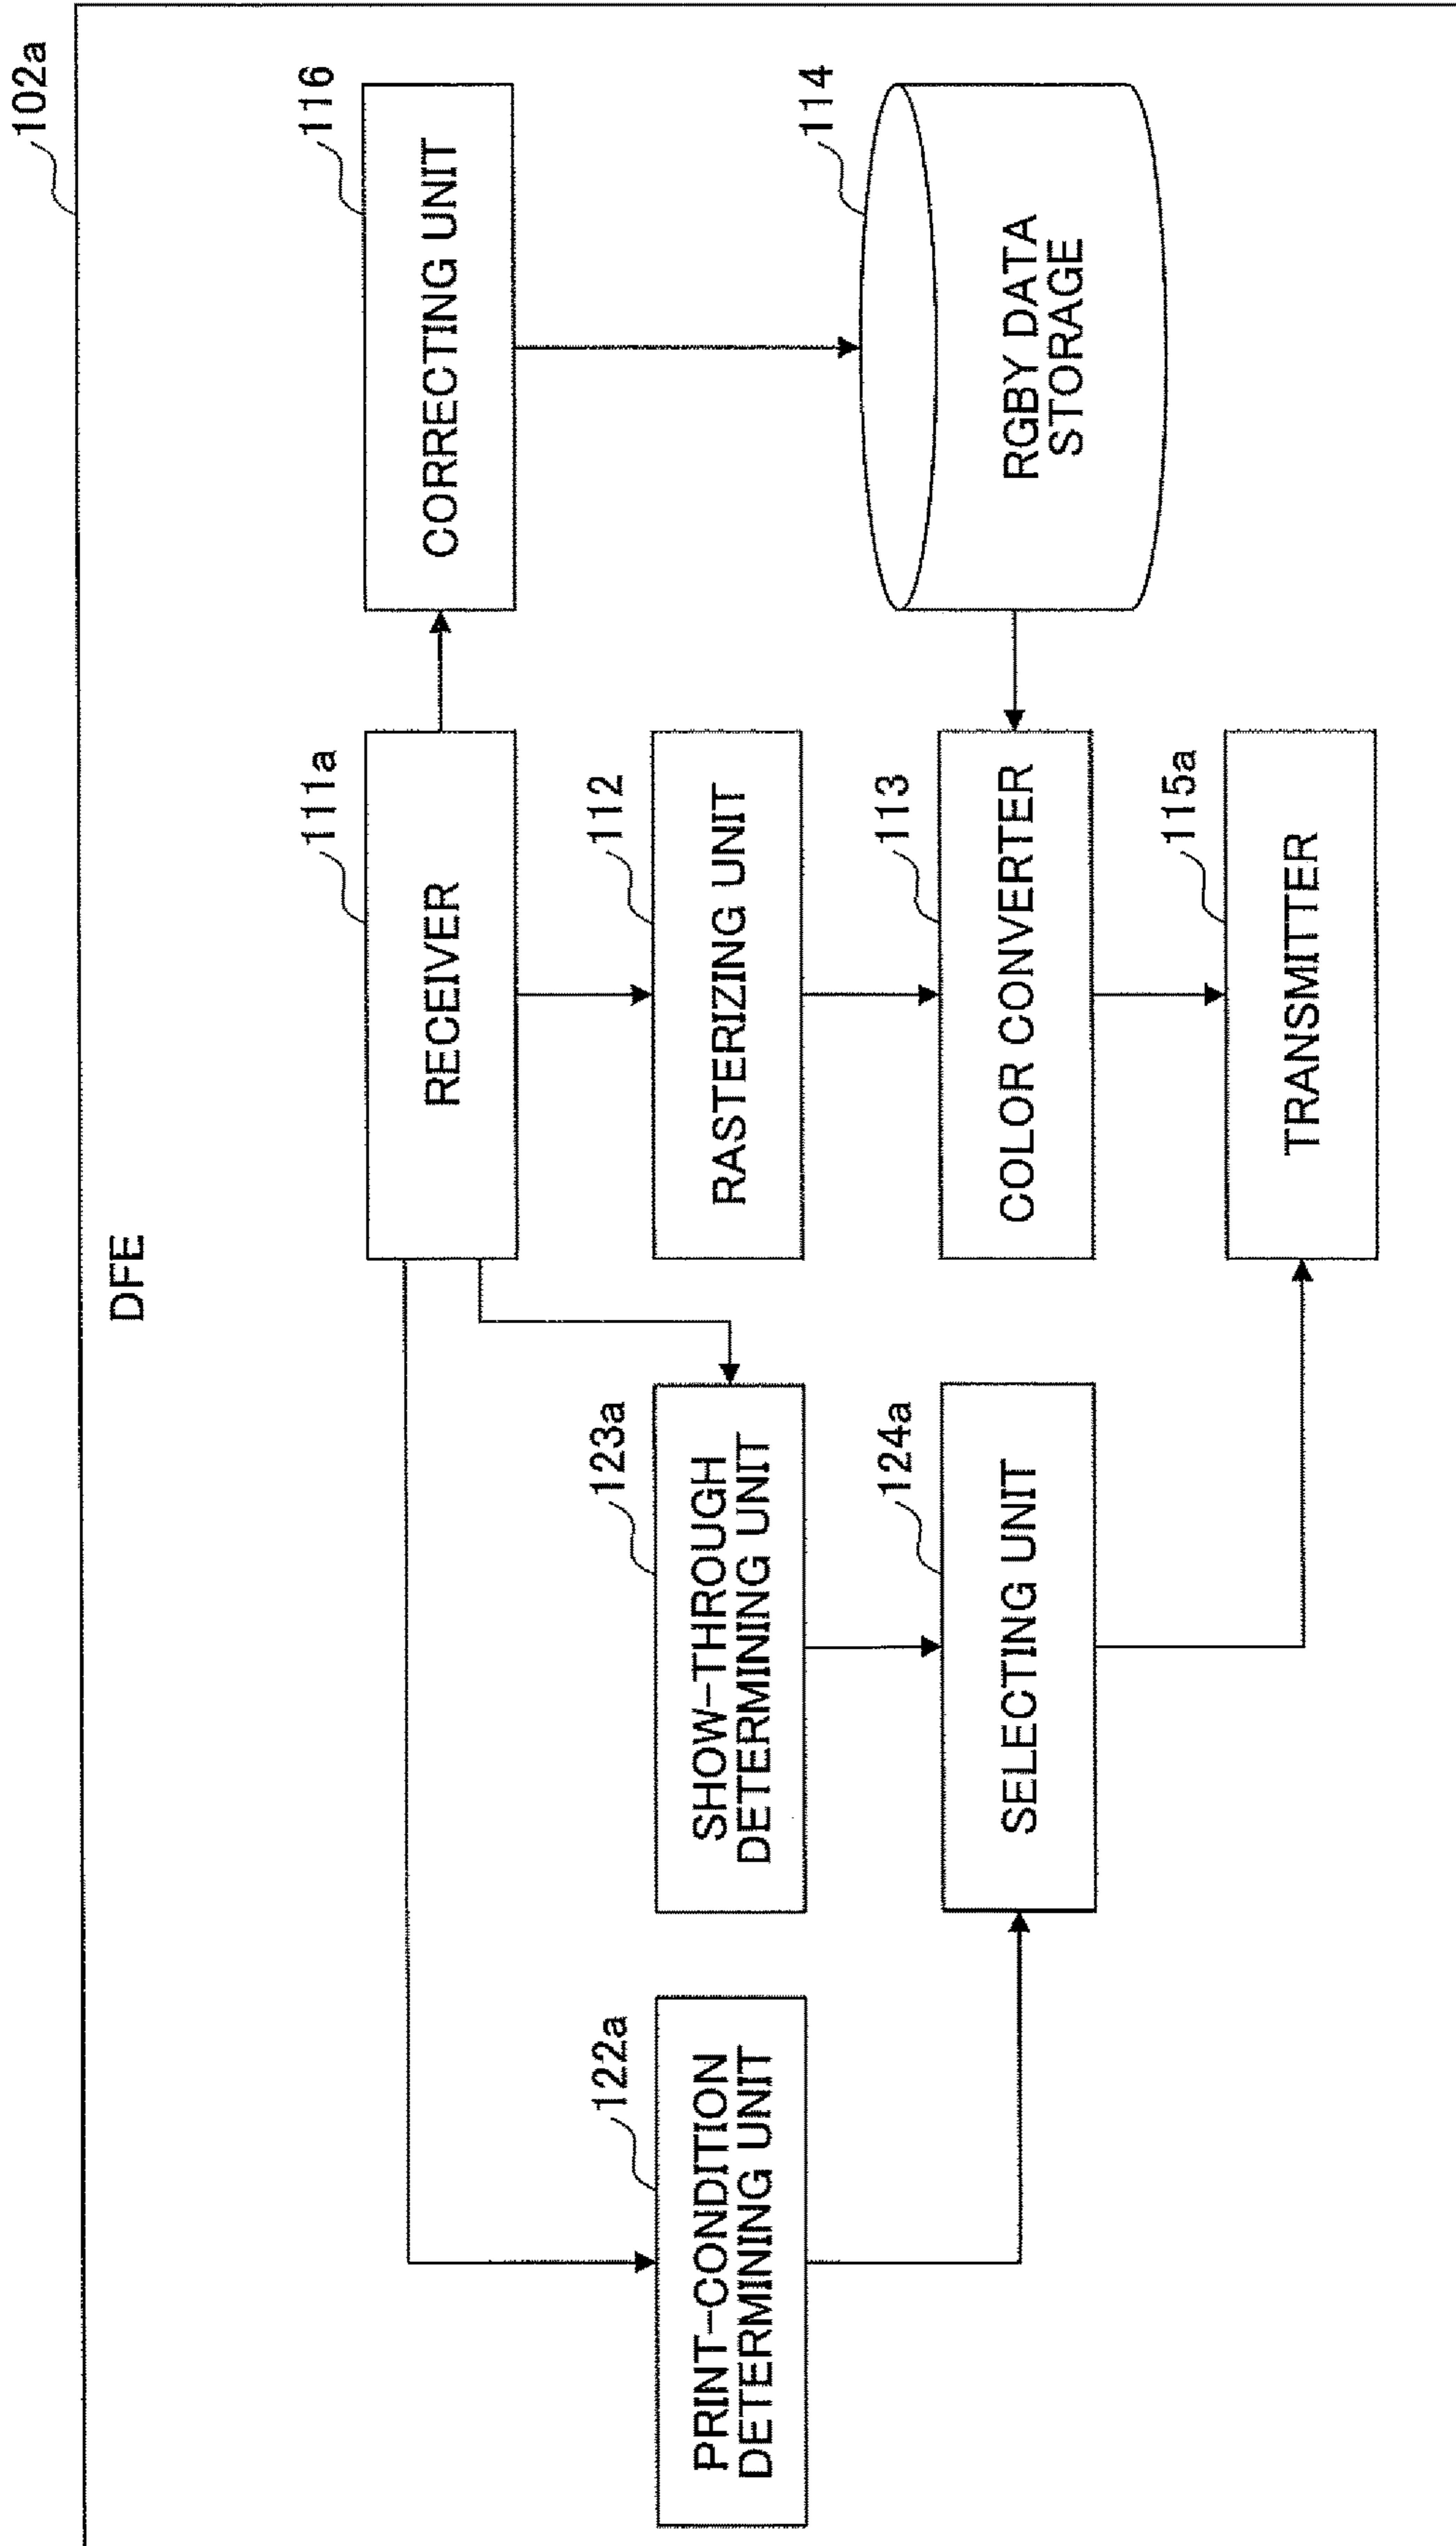 102a
DFE
111a
RECEIVER
116
CORRECTING UNIT
122a
PRINT-CONDITION
DETERMINING UNIT
123a
SHOW-THROUGH
DETERMINING UNIT
112
RASTERIZING UNIT
124a
SELECTING UNIT
113
COLOR CONVERTER
114
RGBY DATA
STORAGE
115a
TRANSMITTER